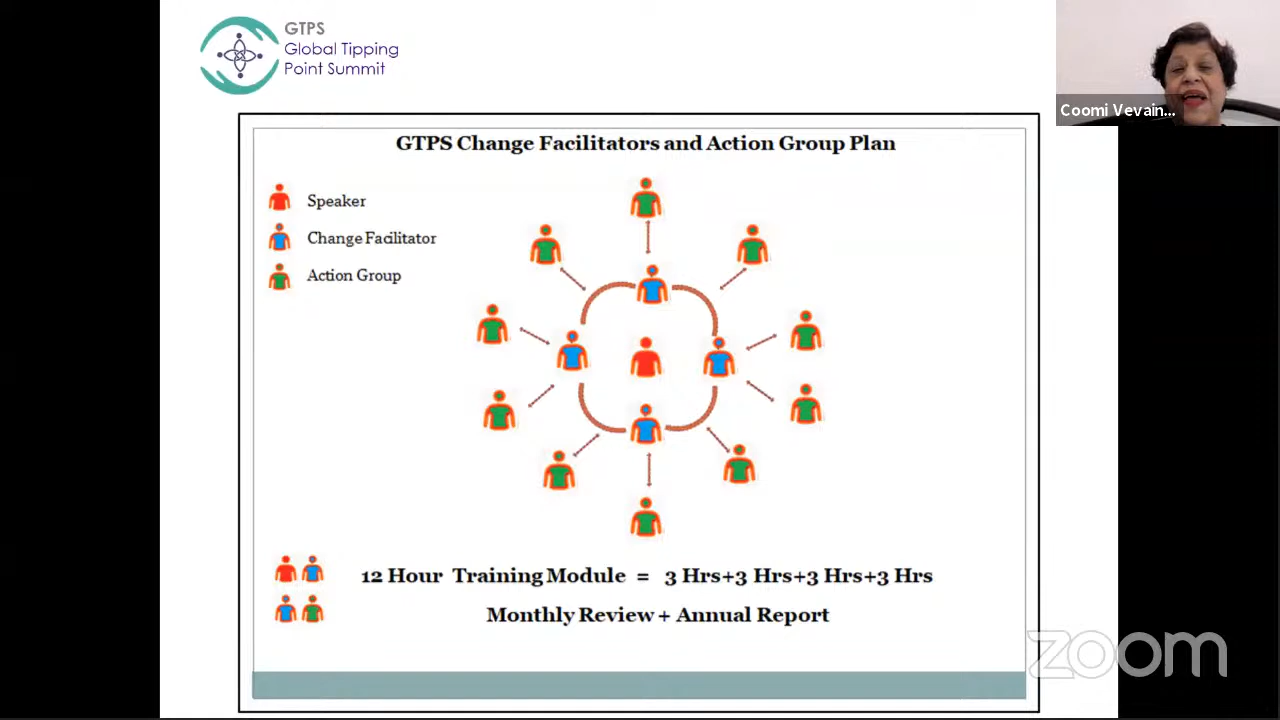 GTPS
Global Tipping
Point Summit
Coomi Vevain...
GTPS Change Facilitators and Action Group Plan
Speaker
Change Facilitator
Action Group
12 Hour Training Module = 3 Hrs+3 Hrs+3 Hrs+3 Hrs
Monthly Review + Annual Report
zoom